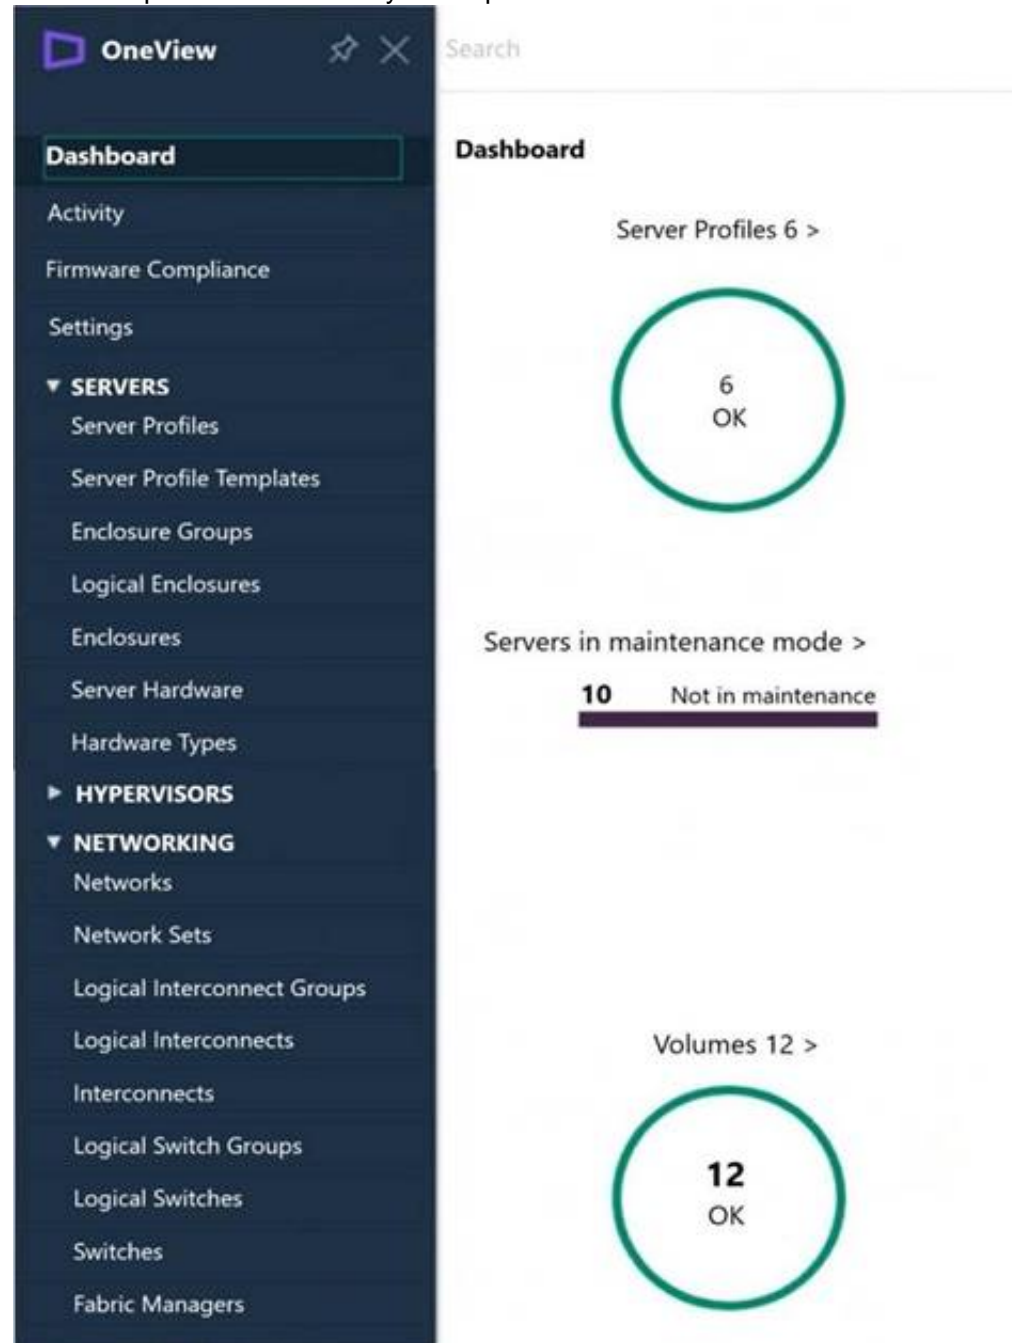 OneView
Search
Dashboard
Activity
Firmware Compliance
Settings
SERVERS
Server Profiles
Server Profile Templates
Enclosure Groups
Logical Enclosures
Enclosures
Server Hardware
Hardware Types
HYPERVISORS
NETWORKING
Networks
Network Sets
Logical Interconnect Groups
Logical Interconnects
Interconnects
Logical Switch Groups
Logical Switches
Switches
Fabric Managers
Dashboard
Server Profiles 6 >
6
OK
Servers in maintenance mode >
10 Not in maintenance
Volumes 12 >
12
OK